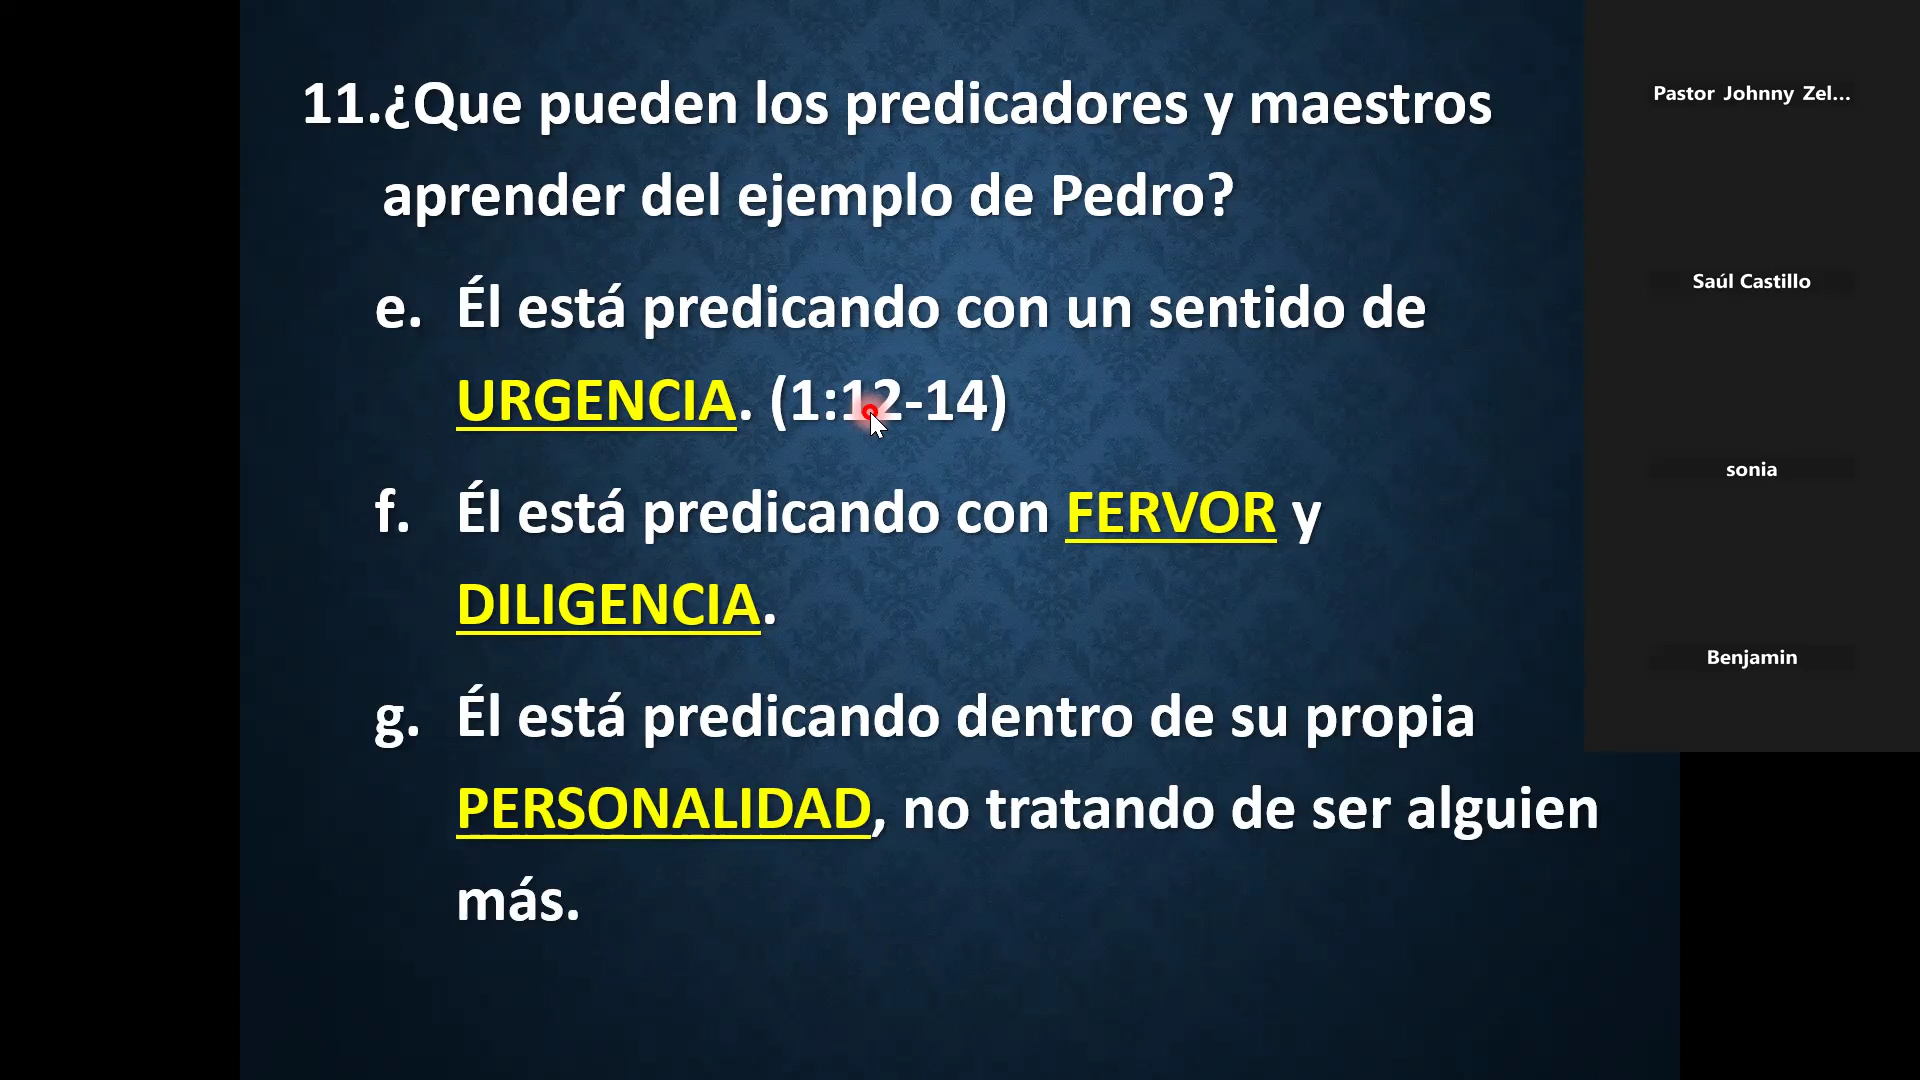 11.¿Que pueden los predicadores y maestros
aprender del ejemplo de Pedro?
e. Él está predicando con un sentido de
URGENCIA. (1:12-14)
f. Él está predicando con FERVOR y
DILIGENCIA.
g. Él está predicando dentro de su propia
PERSONALIDAD, no tratando de ser alguien
más.
Pastor Johnny Zel...
Saúl Castillo
sonia
Benjamin